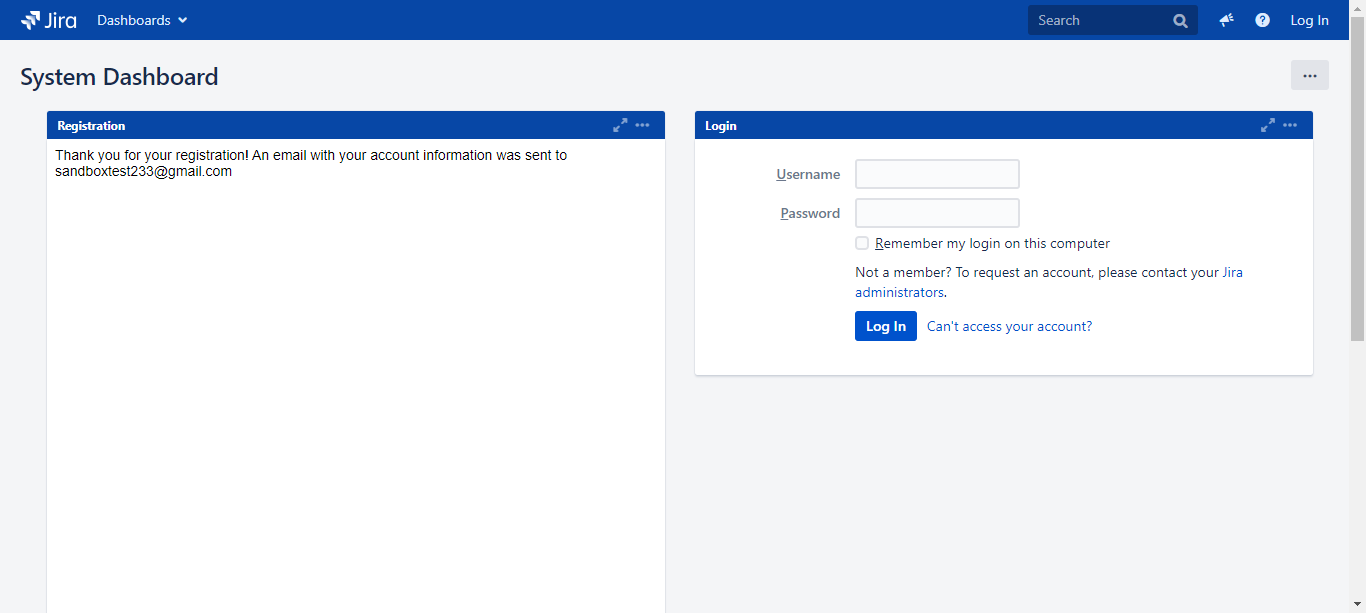 Jira Dashboards Search Log In
System Dashboard
Registration
Thank you for your registration! An email with your account information was sent to
sandboxtest233@gmail.com
Login
Username
Password
Remember my login on this computer
Not a member? To request an account, please contact your Jira
administrators.
Log In Can't access your account?